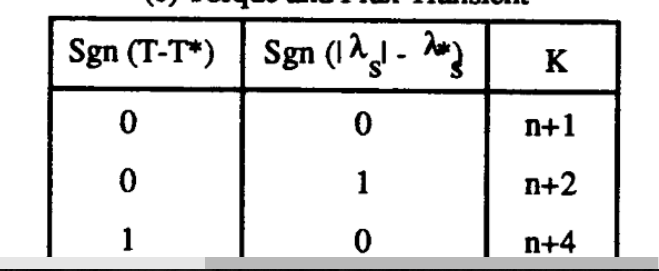 Sgn (T-T*) Sgn (|λs| - λ*s) K
0 0 n+1
0 1 n+2
1 0 n+4